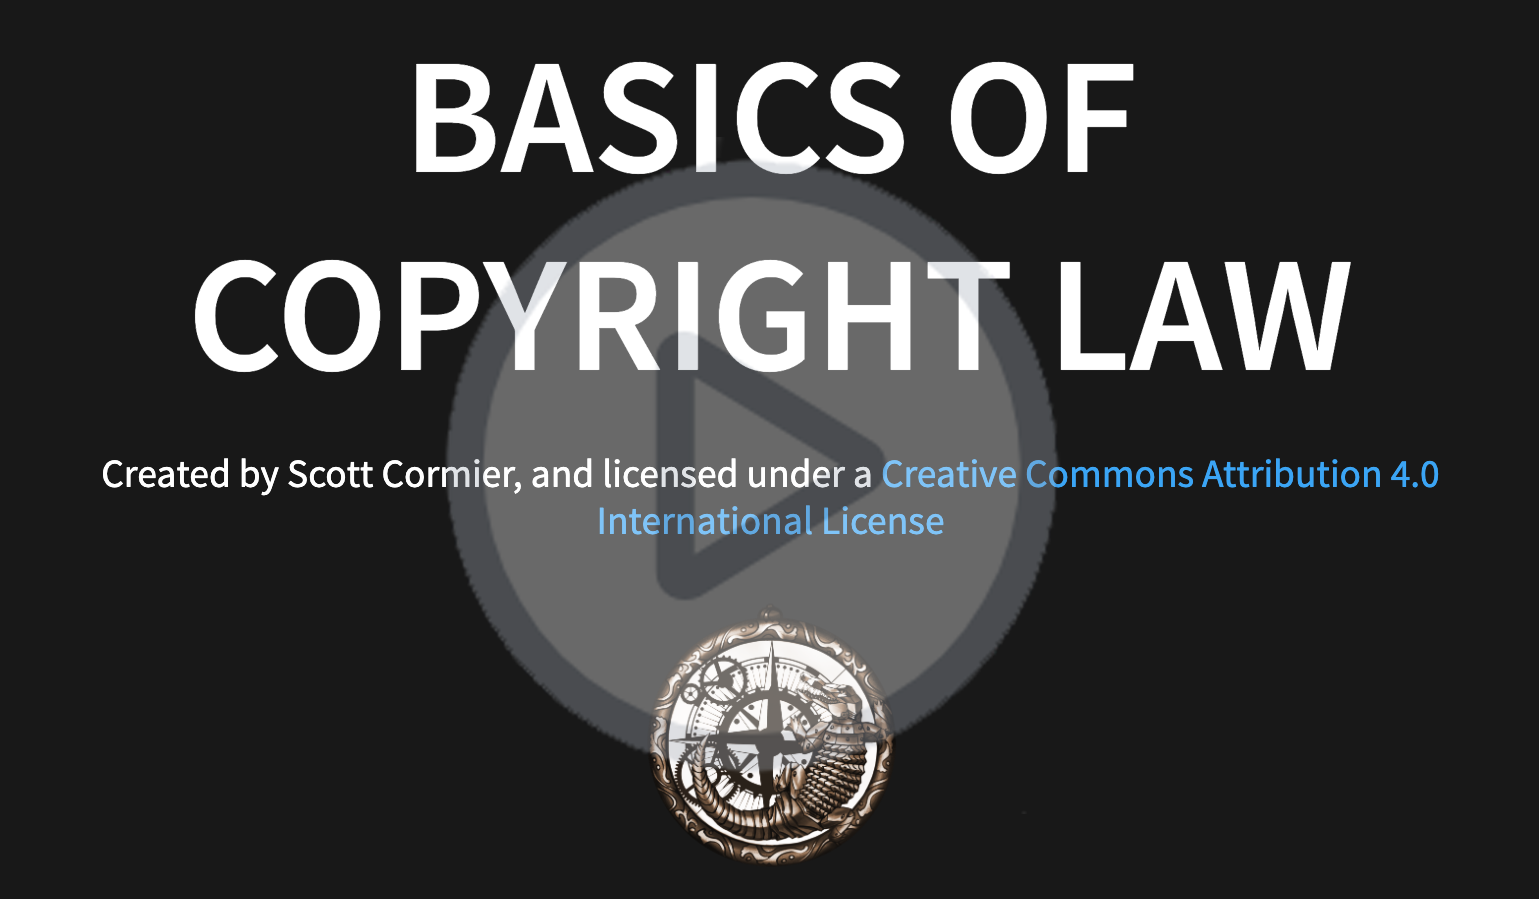 BASICS OF
COPYRIGHT LAW
Created by Scott Cormier, and licensed under a Creative Commons Attribution 4.0
International License